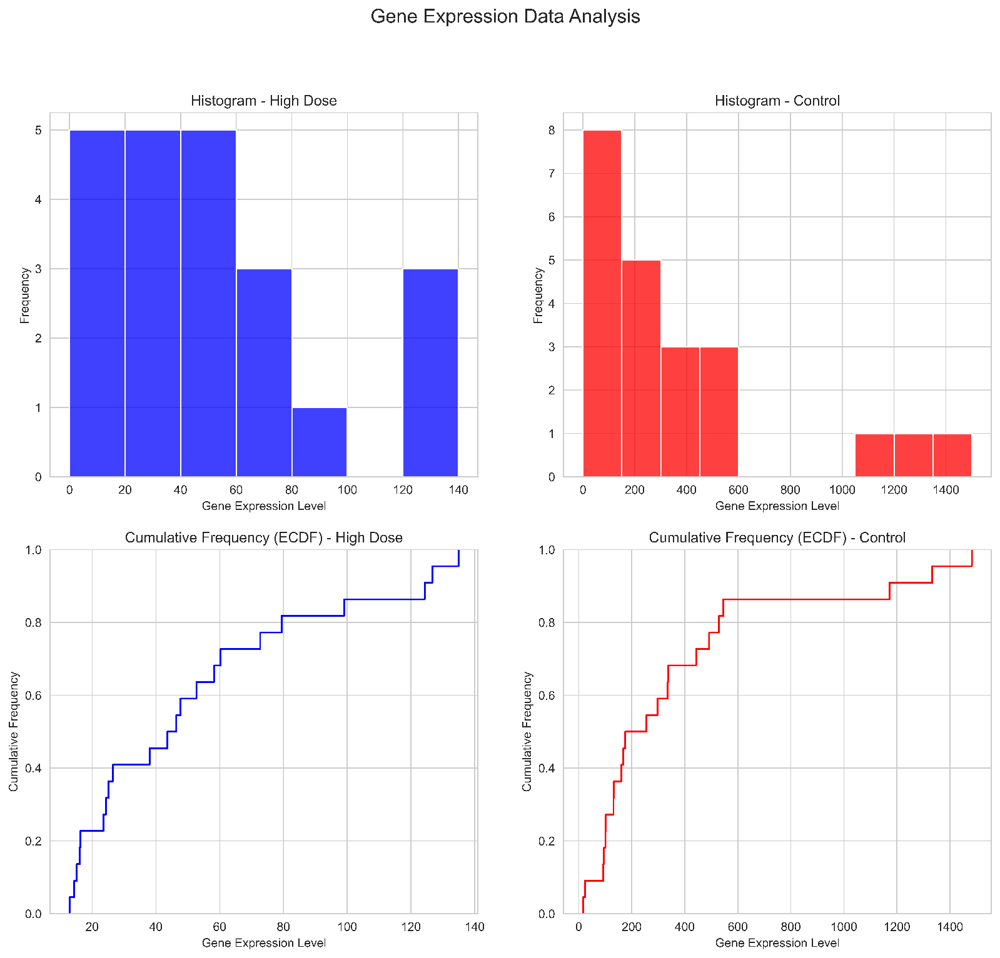 Gene Expression Data Analysis
Histogram - High Dose
5
4
3
2
1
0
Frequency
0 20 40 60 80 100 120 140
Gene Expression Level
Histogram - Control
8
7
6
5
4
3
2
1
0
Frequency
0 200 400 600 800 1000 1200 1400
Gene Expression Level
Cumulative Frequency (ECDF) - High Dose
1.0
0.8
0.6
0.4
0.2
0.0
Cumulative Frequency
20 40 60 80 100 120 140
Gene Expression Level
Cumulative Frequency (ECDF) - Control
1.0
0.8
0.6
0.4
0.2
0.0
Cumulative Frequency
0 200 400 600 800 1000 1200 1400
Gene Expression Level